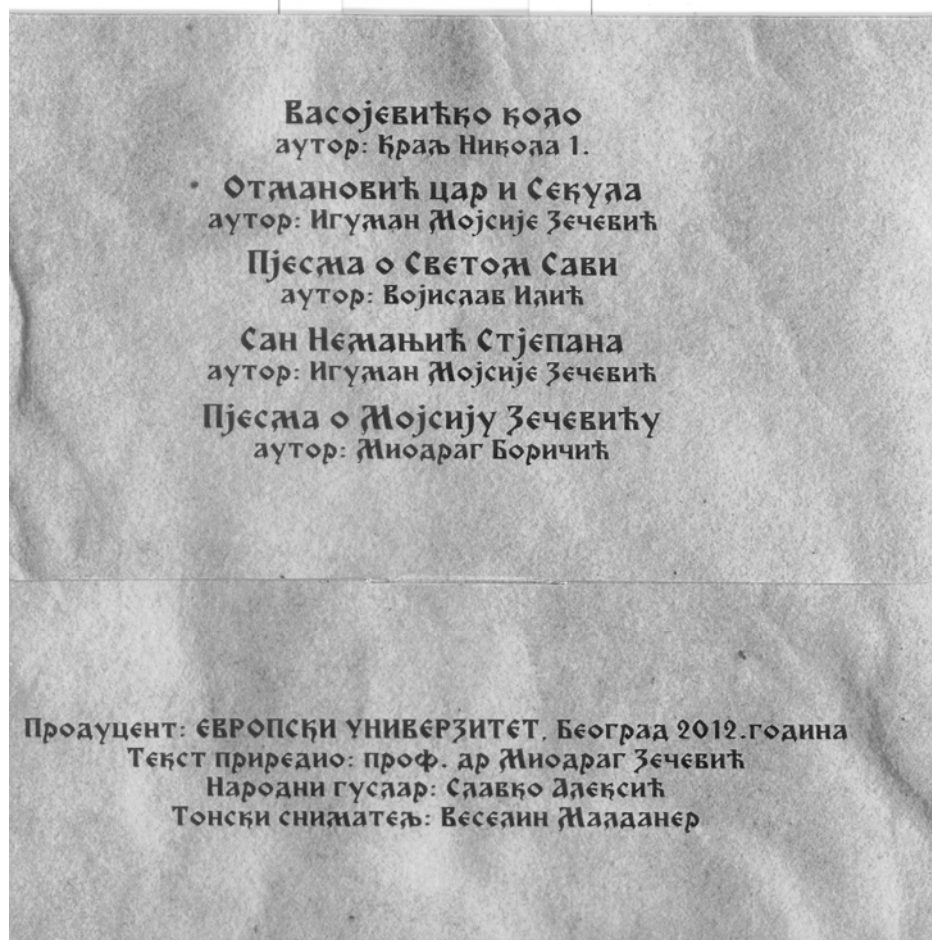 Васојевићко коло
аутор: Краљ Никола 1.
Отмановић цар и Секула
аутор: Игуман Мојсије Зечевић
Пјесма о Светом Сави
аутор: Војислав Илић
Сан Немањић Стјепана
аутор: Игуман Мојсије Зечевић
Пјесма о Мојсију Зечевићу
аутор: Миодраг Боричић
Продуцент: ЕВРОПСКИ УНИВЕРЗИТЕТ, Београд 2012.година
Текст приредио: проф. др Миодраг Зечевић
Народни гуслар: Славко Алексић
Тонски сниматељ: Веселин Малданер